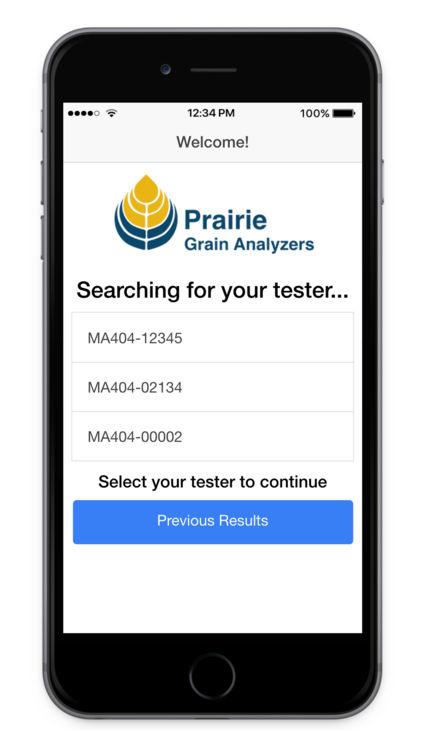 12:34 PM 100%
Welcome!
Prairie
Grain Analyzers
Searching for your tester...
MA404-12345
MA404-02134
MA404-00002
Select your tester to continue
Previous Results